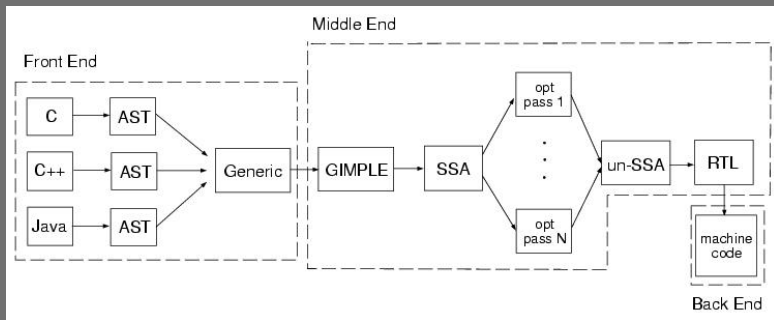 Middle End
Front End
C
AST
C++
AST
Java
AST
Generic
GIMPLE
SSA
opt
pass 1
opt
pass N
un-SSA
RTL
machine
code
Back End